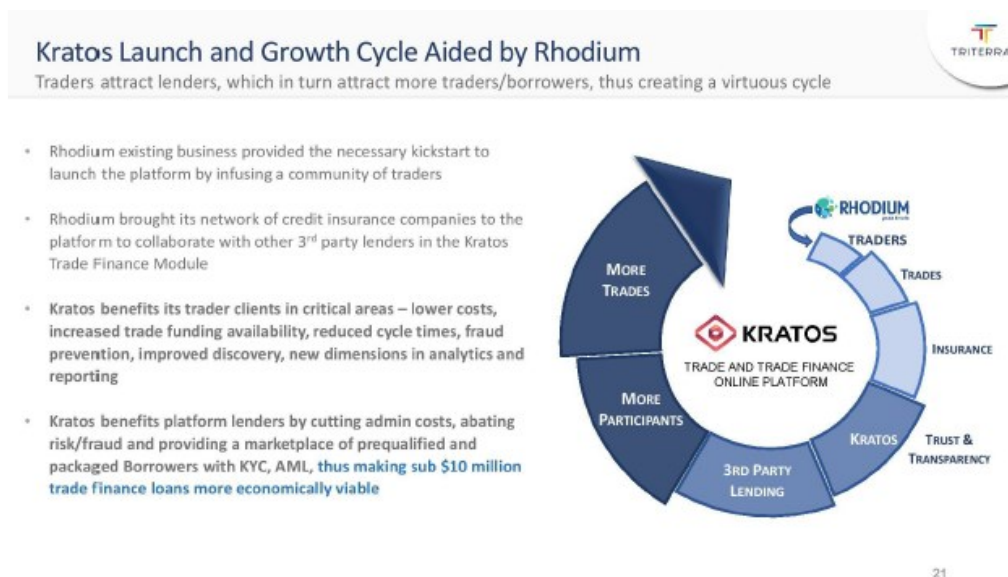 Kratos Launch and Growth Cycle Aided by Rhodium
Traders attract lenders, which in turn attract more traders/borrowers, thus creating a virtuous cycle
TRITERRA
• Rhodium existing business provided the necessary kickstart to
launch the platform by infusing a community of traders
• Rhodium brought its network of credit insurance companies to the
platform to collaborate with other 3rd party lenders in the Kratos
Trade Finance Module
• Kratos benefits its trader clients in critical areas – lower costs,
increased trade funding availability, reduced cycle times, fraud
prevention, improved discovery, new dimensions in analytics and
reporting
• Kratos benefits platform lenders by cutting admin costs, abating
risk/fraud and providing a marketplace of prequalified and
packaged Borrowers with KYC, AML, thus making sub $10 million
trade finance loans more economically viable
RHODIUM
TRADERS
TRADES
INSURANCE
KRATOS
TRUST &
TRANSPARENCY
3RD PARTY
LENDING
MORE
PARTICIPANTS
MORE
TRADES
KRATOS
TRADE AND TRADE FINANCE
ONLINE PLATFORM
21